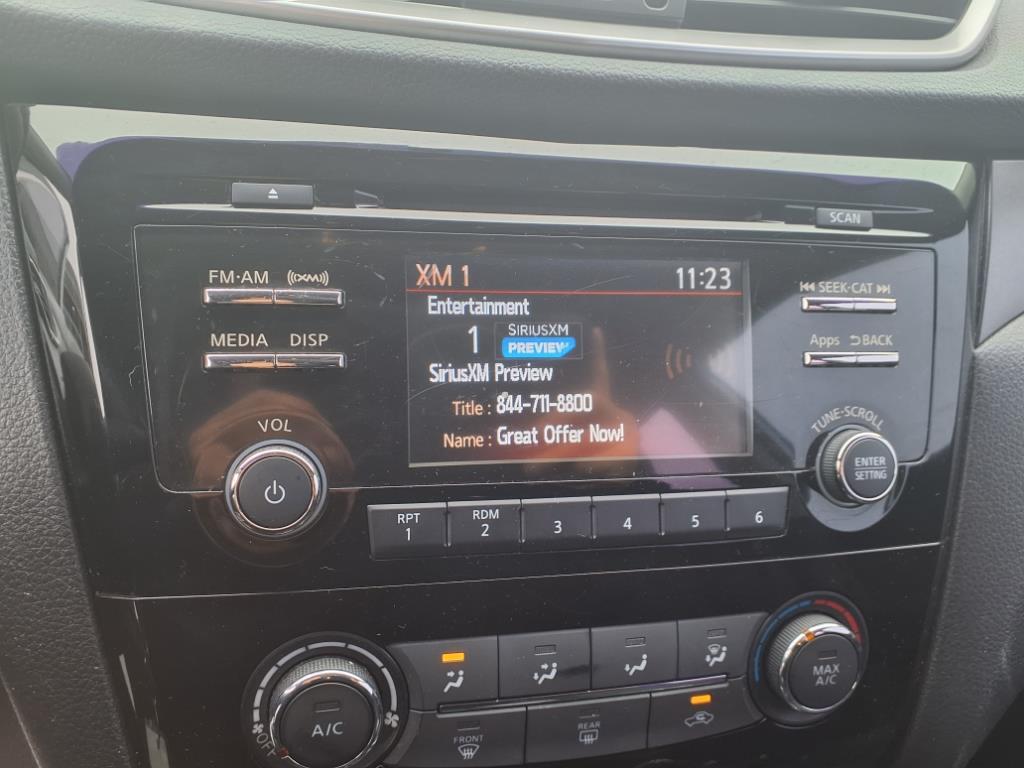 SCAN
FM·AM ((XM))
MEDIA DISP
VOL
XM 1 11:23
Entertainment
1 SIRIUSXM
PREVIEW
SiriusXM Preview
Title : 844-711-8800
Name : Great Offer Now!
SEEK·CAT
Apps BACK
TUNE·SCROLL
ENTER
SETTING
RPT RDM
1 2 3 4 5 6
A/C
OFF
FRONT
REAR
MAX
A/C